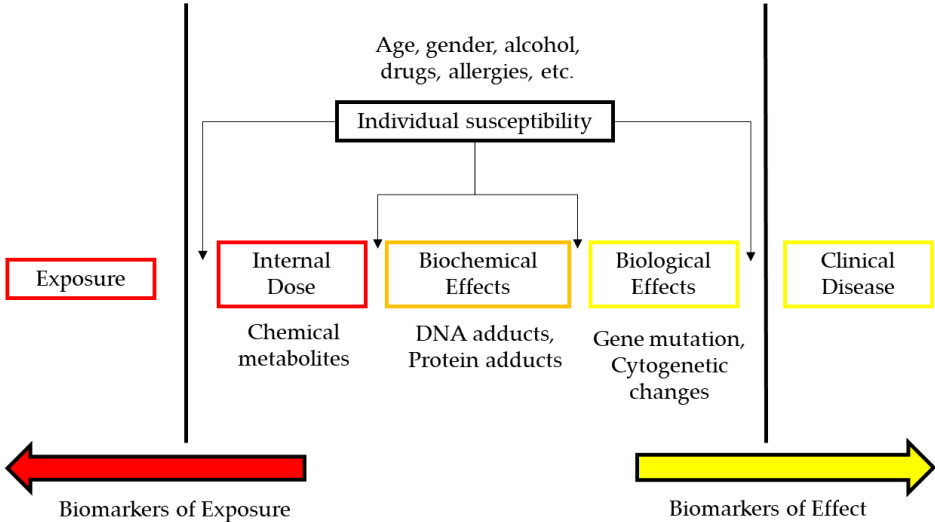 Age, gender, alcohol,
drugs, allergies, etc.
Individual susceptibility
Exposure
Internal
Dose
Biochemical
Effects
Biological
Effects
Clinical
Disease
Chemical
metabolites
DNA adducts,
Protein adducts
Gene mutation,
Cytogenetic
changes
Biomarkers of Exposure
Biomarkers of Effect